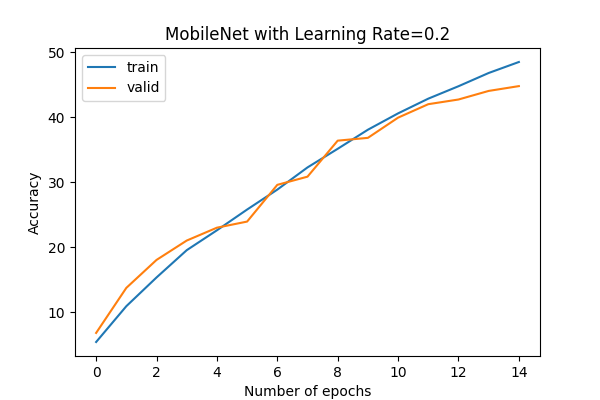 MobileNet with Learning Rate=0.2
train
valid
50
40
30
20
10
Accuracy
0 2 4 6 8 10 12 14
Number of epochs